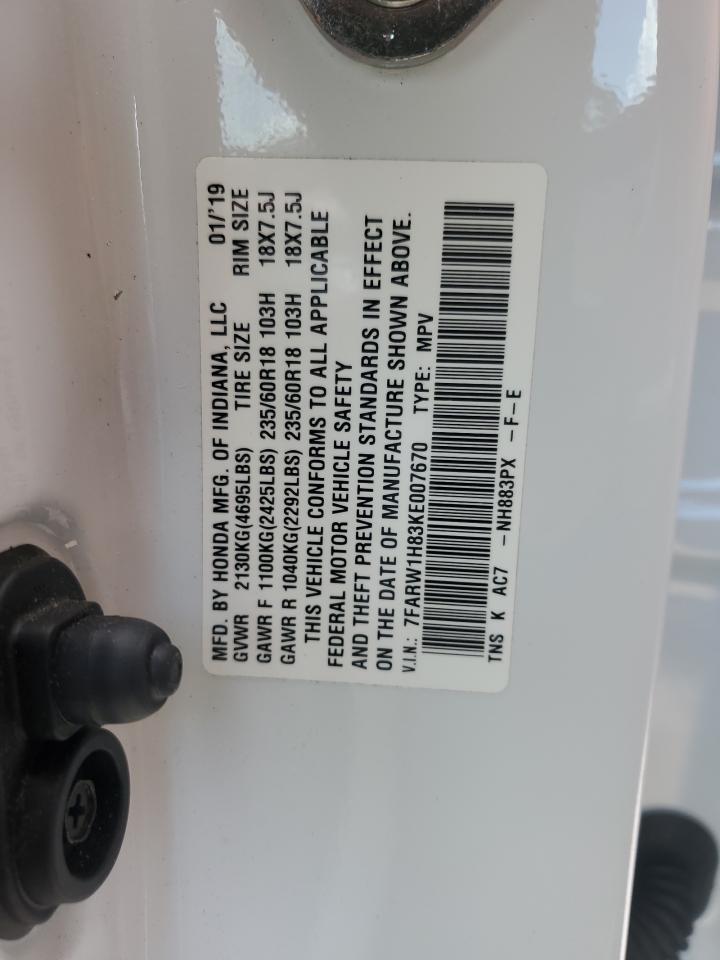 MFD. BY HONDA MFG. OF INDIANA, LLC 01/'19
GVWR 2130KG(4695LBS) TIRE SIZE RIM SIZE
GAWR F 1100KG(2425LBS) 235/60R18 103H 18X7.5J
GAWR R 1040KG(2292LBS) 235/60R18 103H 18X7.5J
THIS VEHICLE CONFORMS TO ALL APPLICABLE
FEDERAL MOTOR VEHICLE SAFETY
AND THEFT PREVENTION STANDARDS IN EFFECT
ON THE DATE OF MANUFACTURE SHOWN ABOVE.
V.I.N.: 7FARW1H83KE007670 TYPE: MPV
TNS K AC7 -NH883PX -F-E